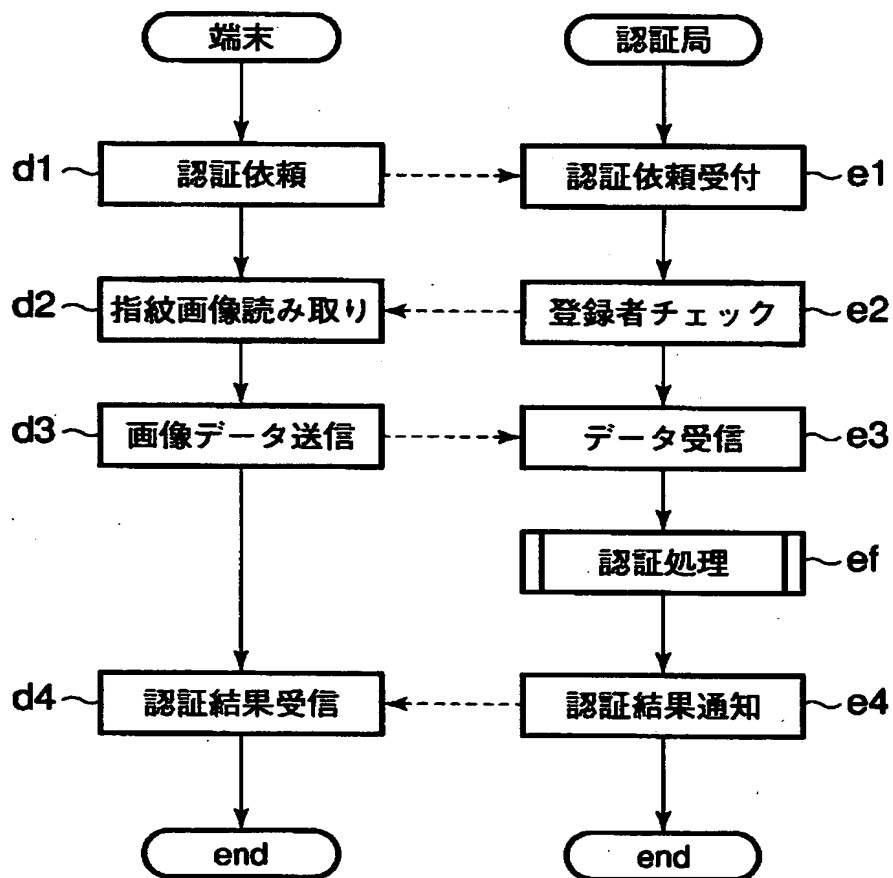 端末
認証局
d1
認証依頼
認証依頼受付
e1
d2
指紋画像読み取り
登録者チェック
e2
d3
画像データ送信
データ受信
e3
認証処理
ef
d4
認証結果受信
認証結果通知
e4
end
end